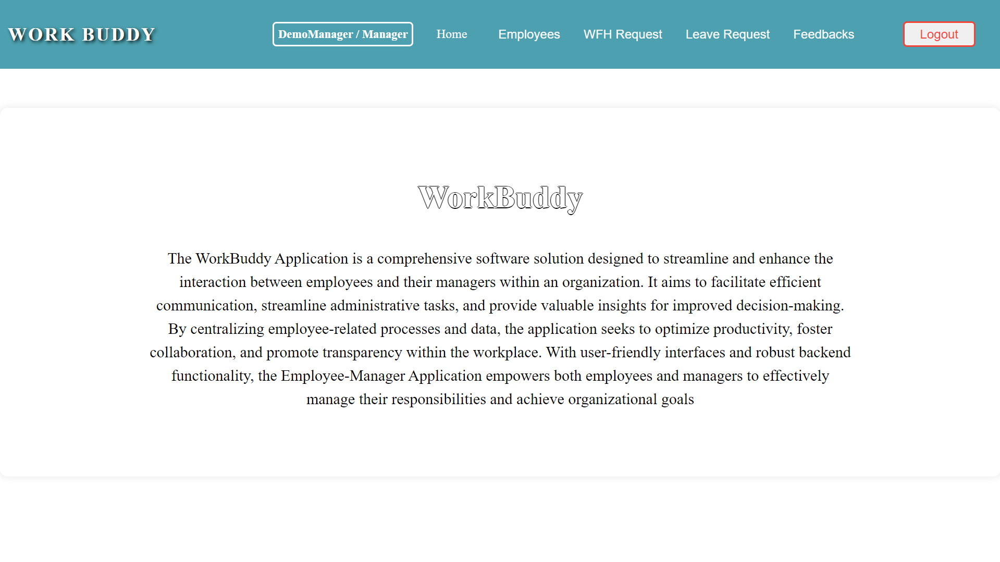 WORK BUDDY
DemoManager / Manager
Home
Employees
WFH Request
Leave Request
Feedbacks
Logout
WorkBuddy
The WorkBuddy Application is a comprehensive software solution designed to streamline and enhance the
interaction between employees and their managers within an organization. It aims to facilitate efficient
communication, streamline administrative tasks, and provide valuable insights for improved decision-making.
By centralizing employee-related processes and data, the application seeks to optimize productivity, foster
collaboration, and promote transparency within the workplace. With user-friendly interfaces and robust backend
functionality, the Employee-Manager Application empowers both employees and managers to effectively
manage their responsibilities and achieve organizational goals